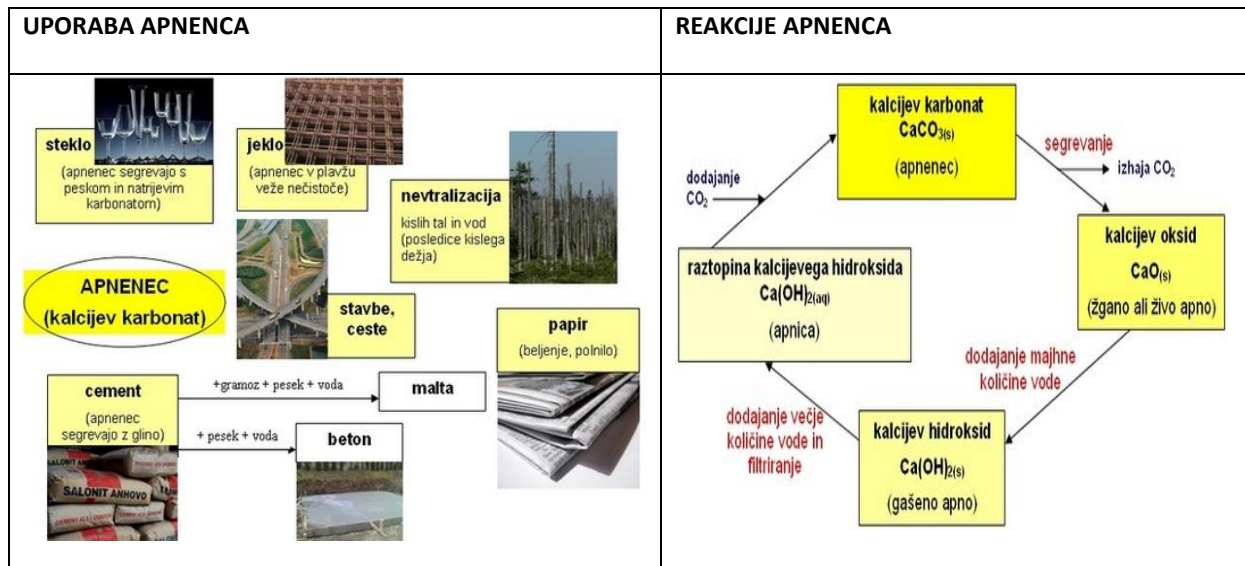 UPORABA APNENCA
REAKCIJE APNENCA
steklo
(apnenec segrevajo s
peskom in natrijevim
karbonatom)
jeklo
(apnenec v plavžu
veže nečistoče)
nevtralizacija
kislih tal in vod
(posledice kislega
dežja)
APNENEC
(kalcijev karbonat)
stavbe,
ceste
papir
(beljenje, polnilo)
cement
(apnenec
segrevajo z glino)
+gramoz + pesek + voda
malta
+ pesek + voda
beton
SALONIT ANHOVO
kalcijev karbonat
CaCO3(s)
(apnenec)
segrevanje
izhaja CO2
dodajanje
CO2
kalcijev oksid
CaO(s)
(žgano ali živo apno)
raztopina kalcijevega hidroksida
Ca(OH)2(aq)
(apnica)
dodajanje majhne
količine vode
dodajanje večje
količine vode in
filtriranje
kalcijev hidroksid
Ca(OH)2(s)
(gašeno apno)